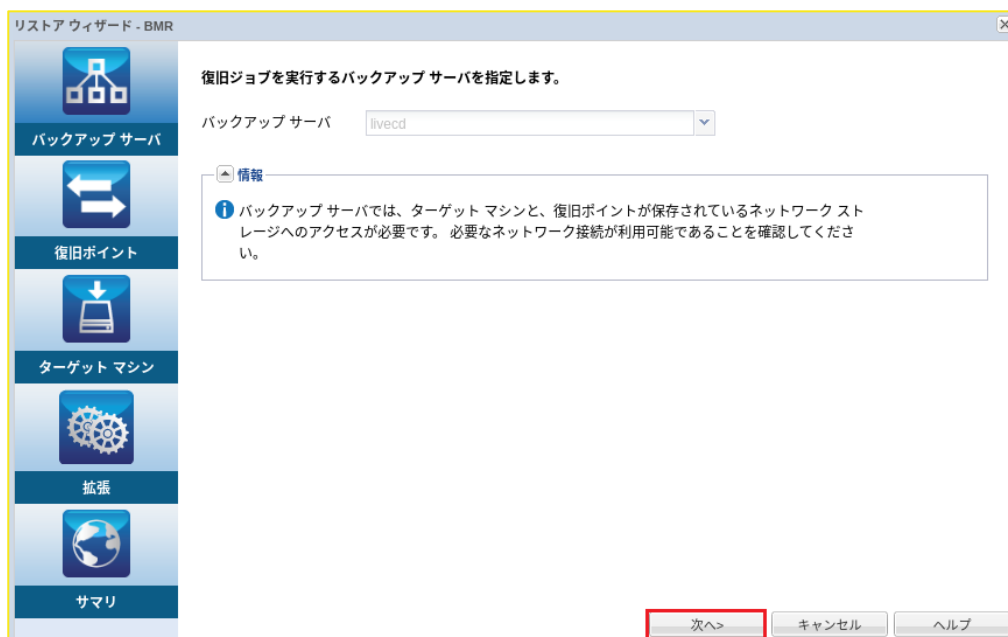 リストア ウィザード - BMR
バックアップ サーバ
復旧ポイント
ターゲット マシン
拡張
サマリ
復旧ジョブを実行するバックアップ サーバを指定します。
バックアップ サーバ
livecd
情報
バックアップ サーバでは、ターゲット マシンと、復旧ポイントが保存されているネットワーク スト
レージへのアクセスが必要です。 必要なネットワーク接続が利用可能であることを確認してくださ
い。
次へ>
キャンセル
ヘルプ